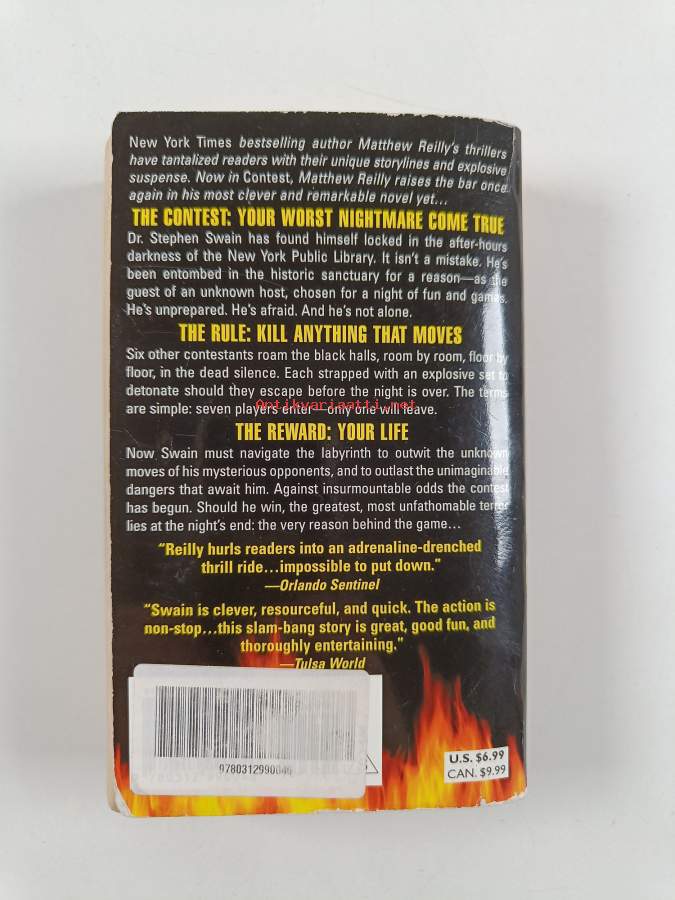 New York Times bestselling author Matthew Reilly's thrillers
have tantalized readers with their unique storylines and explosive
suspense. Now in Contest, Matthew Reilly raises the bar once
again in his most clever and remarkable novel yet...
THE CONTEST: YOUR WORST NIGHTMARE COME TRUE
Dr. Stephen Swain has found himself locked in the after-hours
darkness of the New York Public Library. It isn't a mistake. He's
been entombed in the historic sanctuary for a reason—as the
guest of an unknown host, chosen for a night of fun and games.
He's unprepared. He's afraid. And he's not alone.
THE RULE: KILL ANYTHING THAT MOVES
Six other contestants roam the black halls, room by room, floor by
floor, in the dead silence. Each strapped with an explosive set to
detonate should they escape before the night is over. The terms
Antikvariaatti.net
are simple: seven players enter—only one will leave.
THE REWARD: YOUR LIFE
Now Swain must navigate the labyrinth to outwit the unknown
moves of his mysterious opponents, and to outlast the unimaginable
dangers that await him. Against insurmountable odds the contest
has begun. Should he win, the greatest, most unfathomable terror
lies at the night's end: the very reason behind the game...
"Reilly hurls readers into an adrenaline-drenched
thrill ride...impossible to put down."
—Orlando Sentinel
"Swain is clever, resourceful, and quick. The action is
non-stop...this slam-bang story is great, good fun, and
thoroughly entertaining."
—Tulsa World
9780312990046
U.S. $6.99
CAN. $9.99